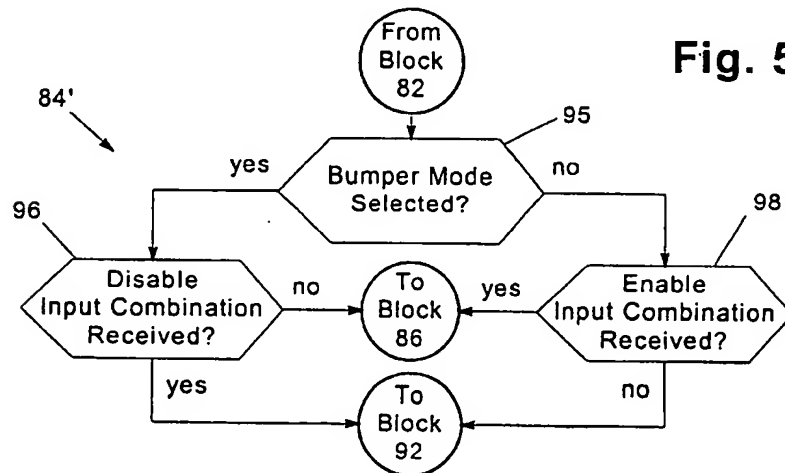 From
Block
82
Fig. 5
84'
95
yes
Bumper Mode
Selected?
no
96
98
Disable
Input Combination
Received?
no
To
Block
86
yes
Enable
Input Combination
Received?
yes
To
Block
92
no